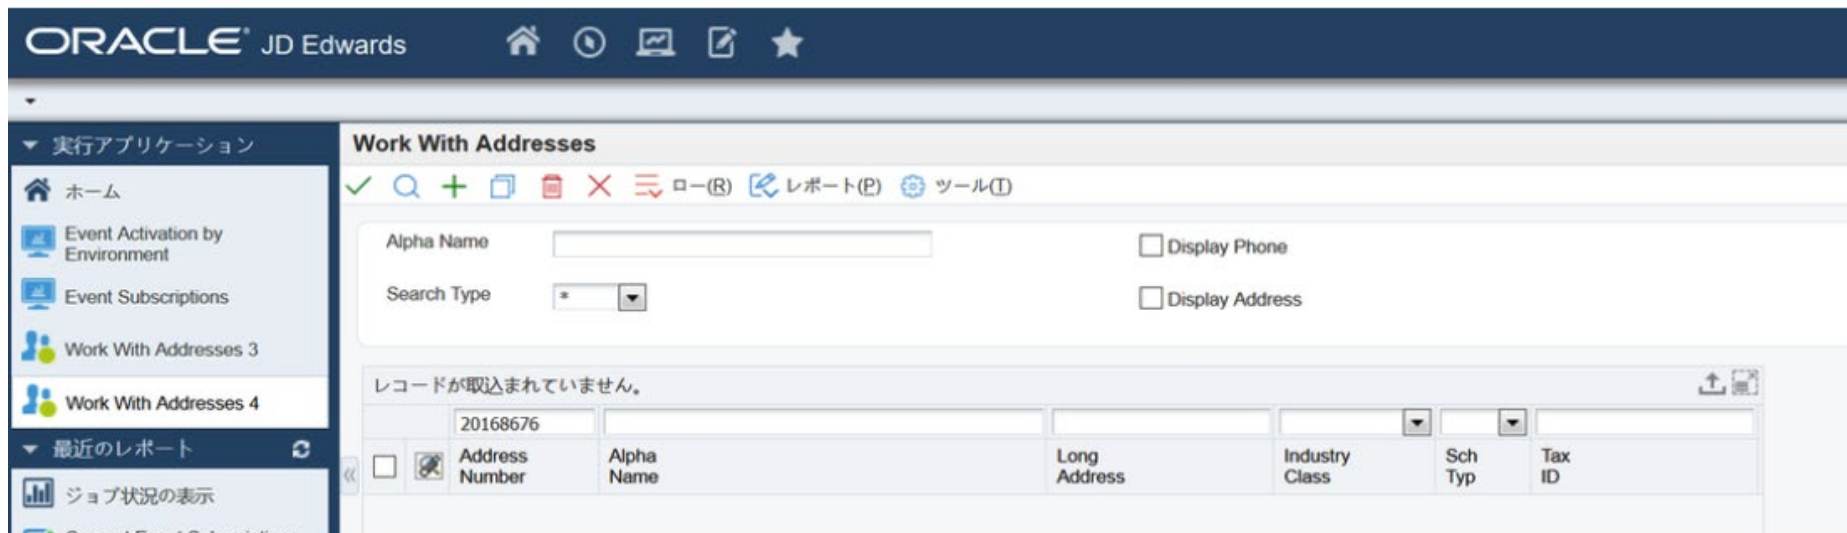 ORACLE JD Edwards
実行アプリケーション
ホーム
Event Activation by
Environment
Event Subscriptions
Work With Addresses 3
Work With Addresses 4
最近のレポート
ジョブ状況の表示
Work With Addresses
ロー(R) レポート(P) ツール(T)
Alpha Name
Display Phone
Search Type *
Display Address
レコードが取込まれていません。
20168676
Address Alpha Long Industry Sch Tax
Number Name Address Class Typ ID